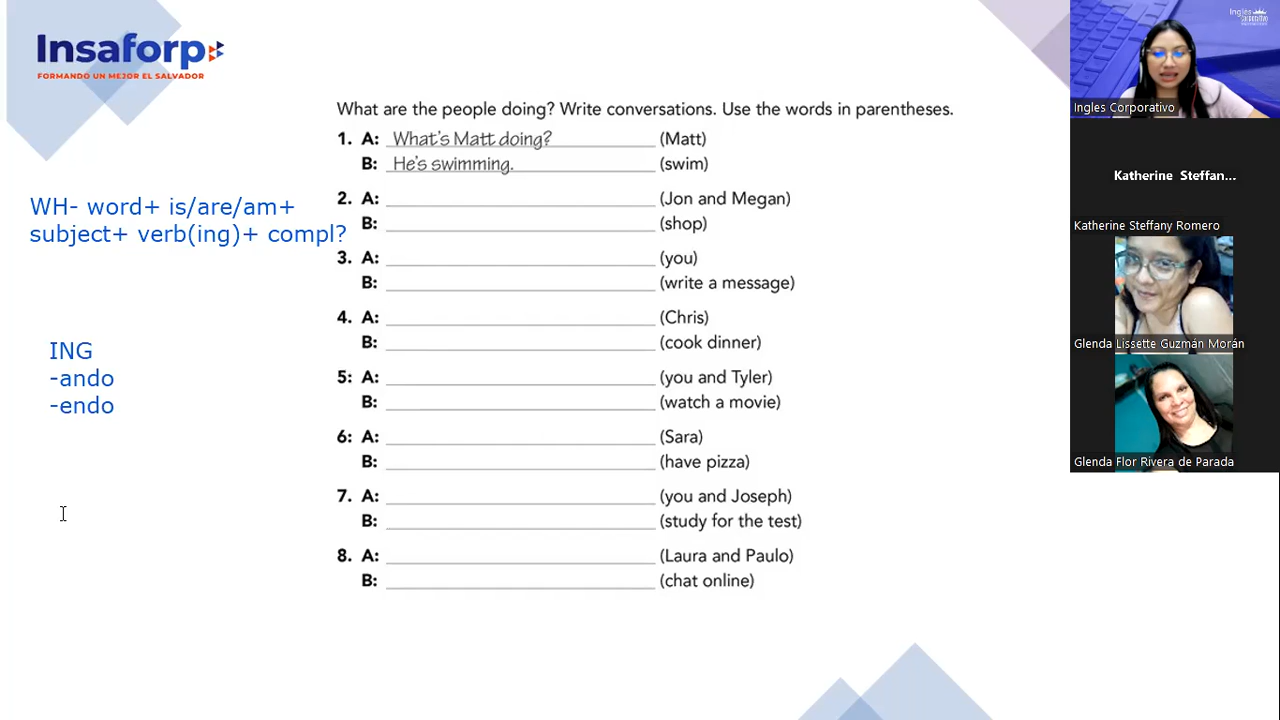 Insaforp
FORMANDO UN MEJOR EL SALVADOR
What are the people doing? Write conversations. Use the words in parentheses.
1. A: What's Matt doing? (Matt)
B: He's swimming. (swim)
2. A: (Jon and Megan)
B: (shop)
3. A: (you)
B: (write a message)
4. A: (Chris)
B: (cook dinner)
5: A: (you and Tyler)
B: (watch a movie)
6: A: (Sara)
B: (have pizza)
7. A: (you and Joseph)
B: (study for the test)
8. A: (Laura and Paulo)
B: (chat online)
WH- word+ is/are/am+
subject+ verb(ing)+ compl?
ING
-ando
-endo
Ingles
Ingles Corporativo
Katherine Steffan...
Katherine Steffany Romero
Glenda Lissette Guzmán Morán
Glenda Flor Rivera de Parada